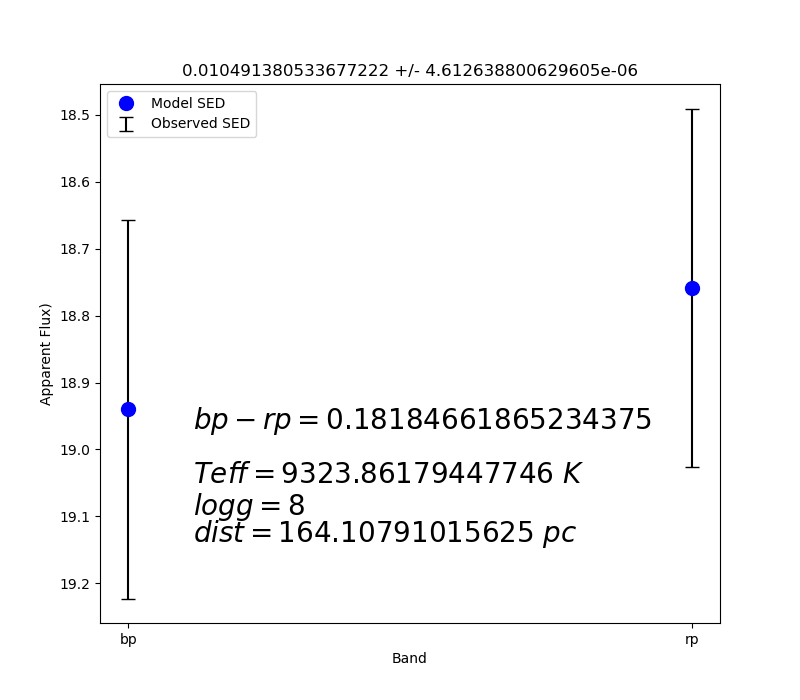 0.010491380533677222 +/- 4.612638800629605e-06
Model SED
Observed SED
18.5
18.6
18.7
18.8
18.9
19.0
19.1
19.2
Apparent Flux)
bp − rp = 0.18184661865234375
Teff = 9323.86179447746 K
logg = 8
dist = 164.10791015625 pc
bp
rp
Band